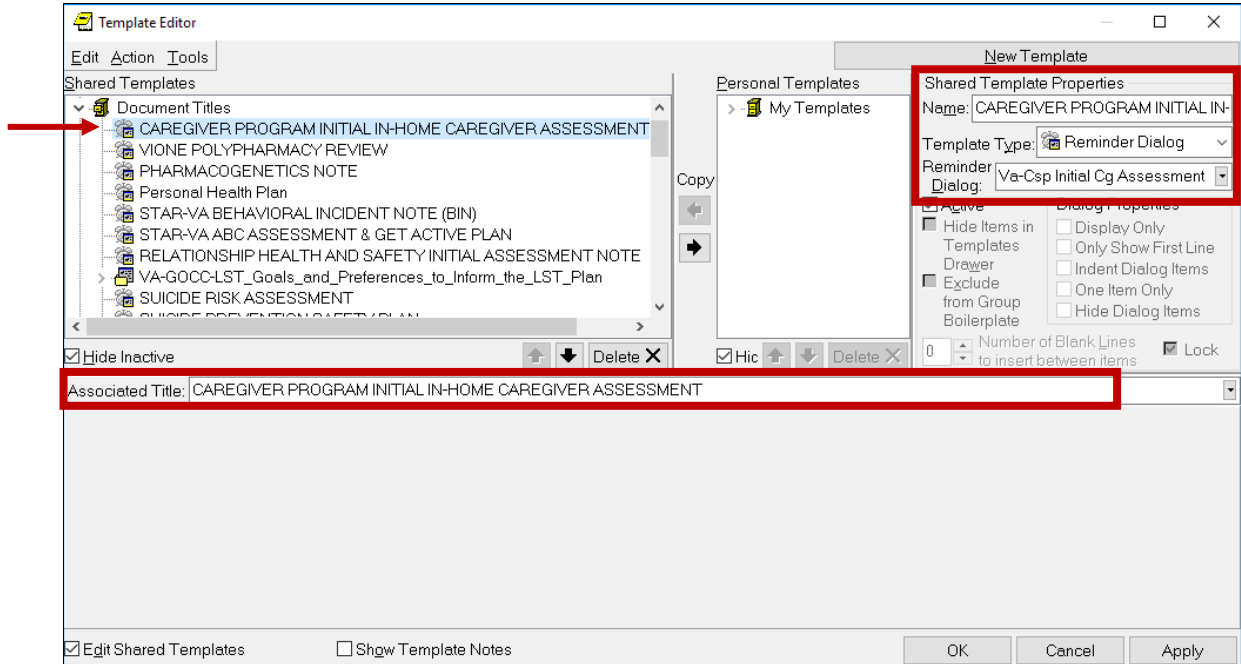 Template Editor
Edit Action Tools
New Template
Shared Templates
Document Titles
CAREGIVER PROGRAM INITIAL IN-HOME CAREGIVER ASSESSMENT
VIONE POLYPHARMACY REVIEW
PHARMACOGENETICS NOTE
Personal Health Plan
STAR-VA BEHAVIORAL INCIDENT NOTE (BIN)
STAR-VA ABC ASSESSMENT & GET ACTIVE PLAN
RELATIONSHIP HEALTH AND SAFETY INITIAL ASSESSMENT NOTE
VA-GOCC-LST_Goals_and_Preferences_to_Inform_the_LST_Plan
SUICIDE RISK ASSESSMENT
SUICIDE PREVENTION SAFETY PLAN
Hide Inactive
Delete
Copy
Personal Templates
My Templates
Hic
Delete
Shared Template Properties
Name: CAREGIVER PROGRAM INITIAL IN-
Template Type: Reminder Dialog
Reminder
Dialog: Va-Csp Initial Cg Assessment
Active
Hide Items in
Templates
Drawer
Exclude
from Group
Boilerplate
Dialog Properties
Display Only
Only Show First Line
Indent Dialog Items
One Item Only
Hide Dialog Items
0 Number of Blank Lines
to insert between items
Lock
Associated Title: CAREGIVER PROGRAM INITIAL IN-HOME CAREGIVER ASSESSMENT
Edit Shared Templates
Show Template Notes
OK
Cancel
Apply